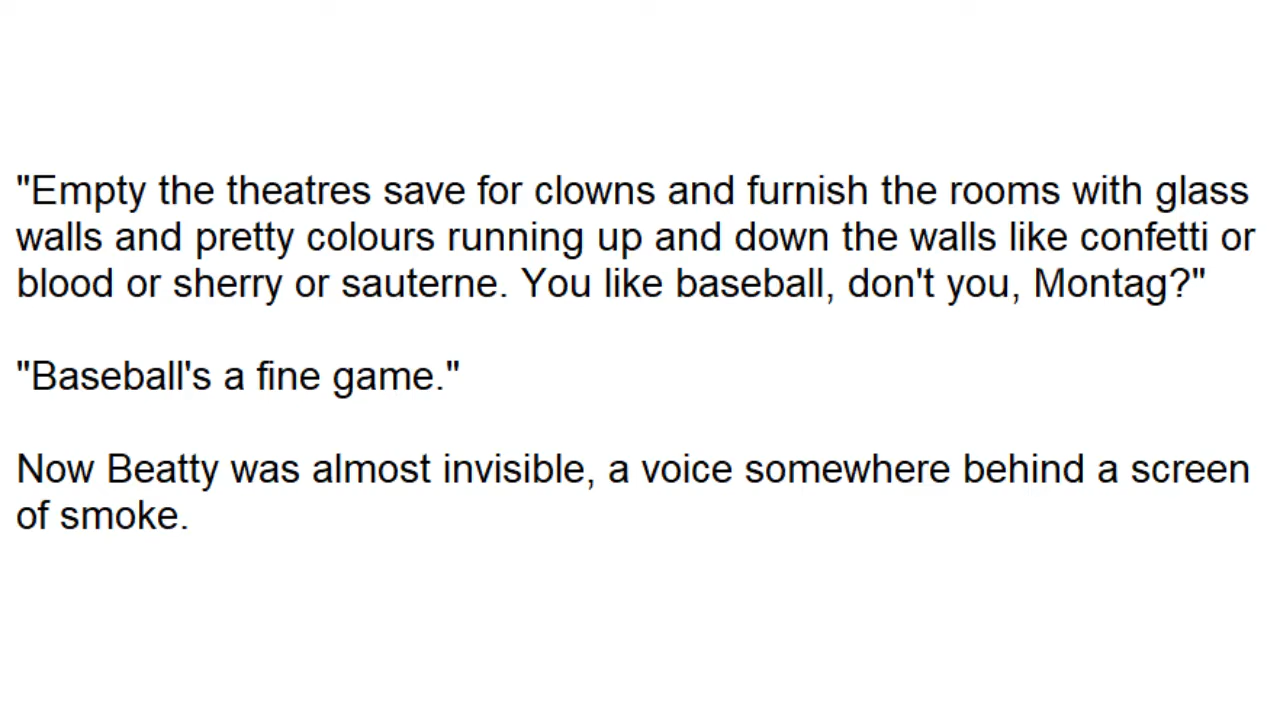 "Empty the theatres save for clowns and furnish the rooms with glass
walls and pretty colours running up and down the walls like confetti or
blood or sherry or sauterne. You like baseball, don't you, Montag?"
"Baseball's a fine game."
Now Beatty was almost invisible, a voice somewhere behind a screen
of smoke.